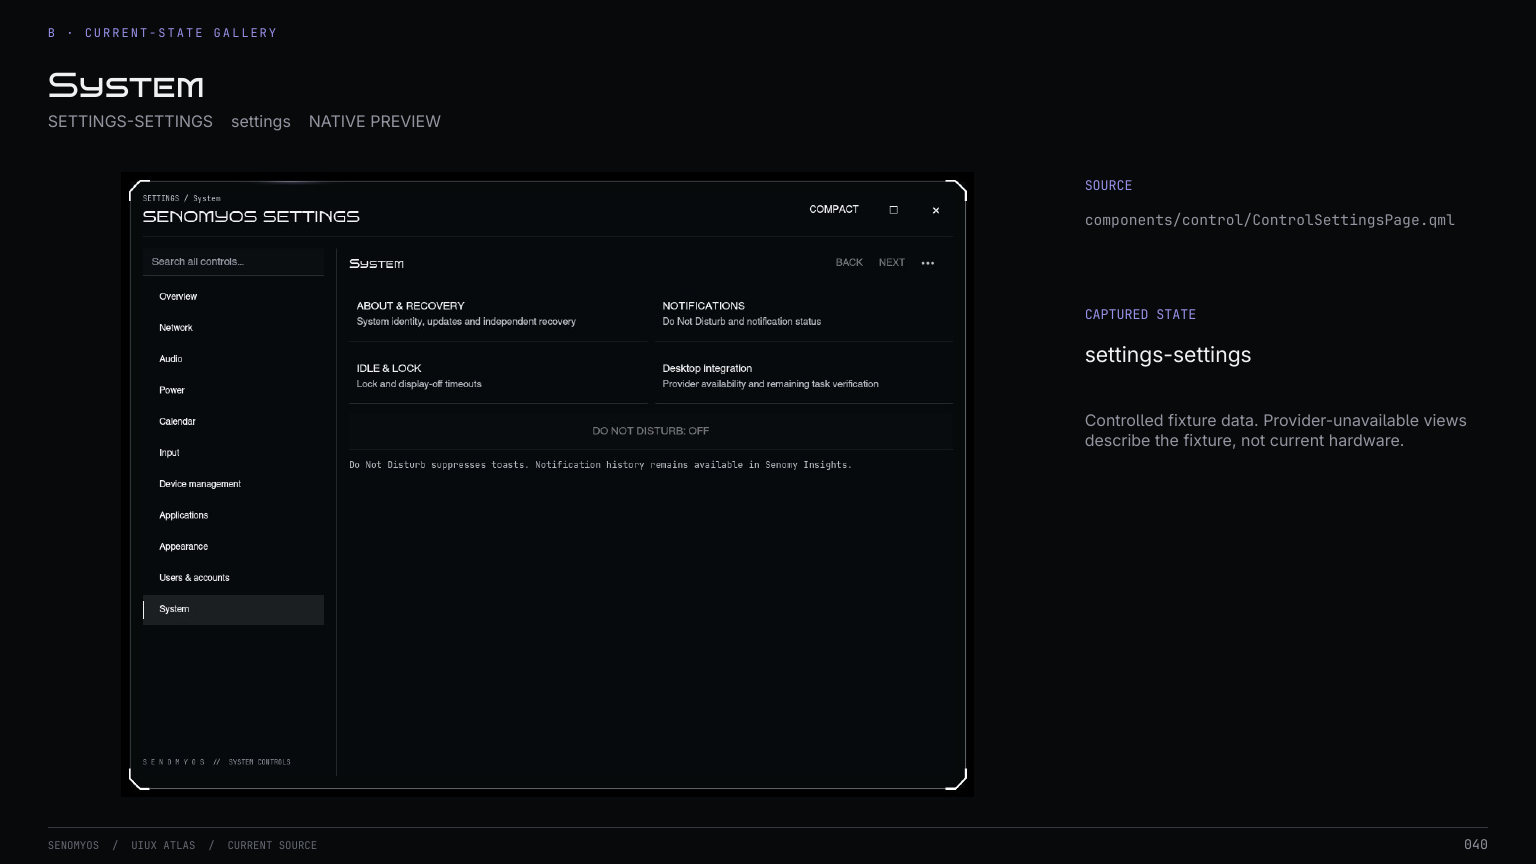 B · CURRENT-STATE GALLERY
System
SETTINGS-SETTINGS settings NATIVE PREVIEW
SETTINGS / System
SENOMYOS SETTINGS
COMPACT
Search all controls...
Overview
Network
Audio
Power
Calendar
Input
Device management
Applications
Appearance
Users & accounts
System
SENOMYOS // SYSTEM CONTROLS
System
BACK NEXT •••
ABOUT & RECOVERY
System identity, updates and independent recovery
NOTIFICATIONS
Do Not Disturb and notification status
IDLE & LOCK
Lock and display-off timeouts
Desktop integration
Provider availability and remaining task verification
DO NOT DISTURB: OFF
Do Not Disturb suppresses toasts. Notification history remains available in Senomy Insights.
SOURCE
components/control/ControlSettingsPage.qml
CAPTURED STATE
settings-settings
Controlled fixture data. Provider-unavailable views
describe the fixture, not current hardware.
SENOMYOS / UIUX ATLAS / CURRENT SOURCE
040